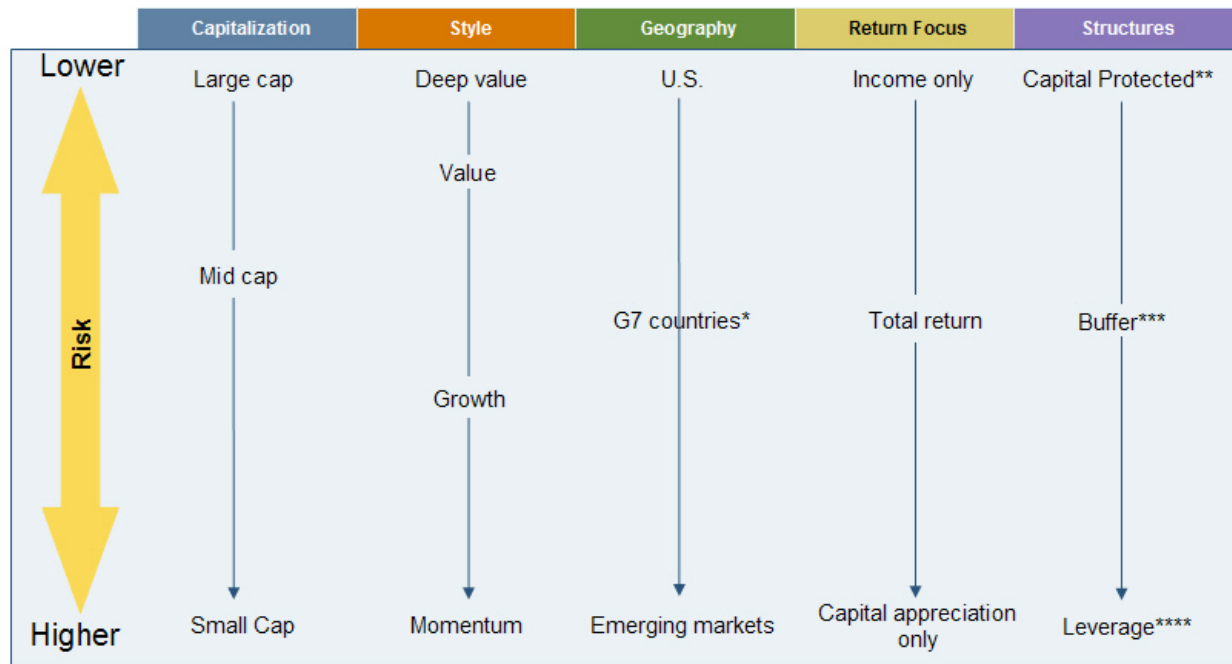 Capitalization Style Geography Return Focus Structures
Lower Large cap Deep value U.S. Income only Capital Protected**
Value
Mid cap
Risk
G7 countries* Total return Buffer***
Growth
Higher Small Cap Momentum Emerging markets Capital appreciation
only Leverage****